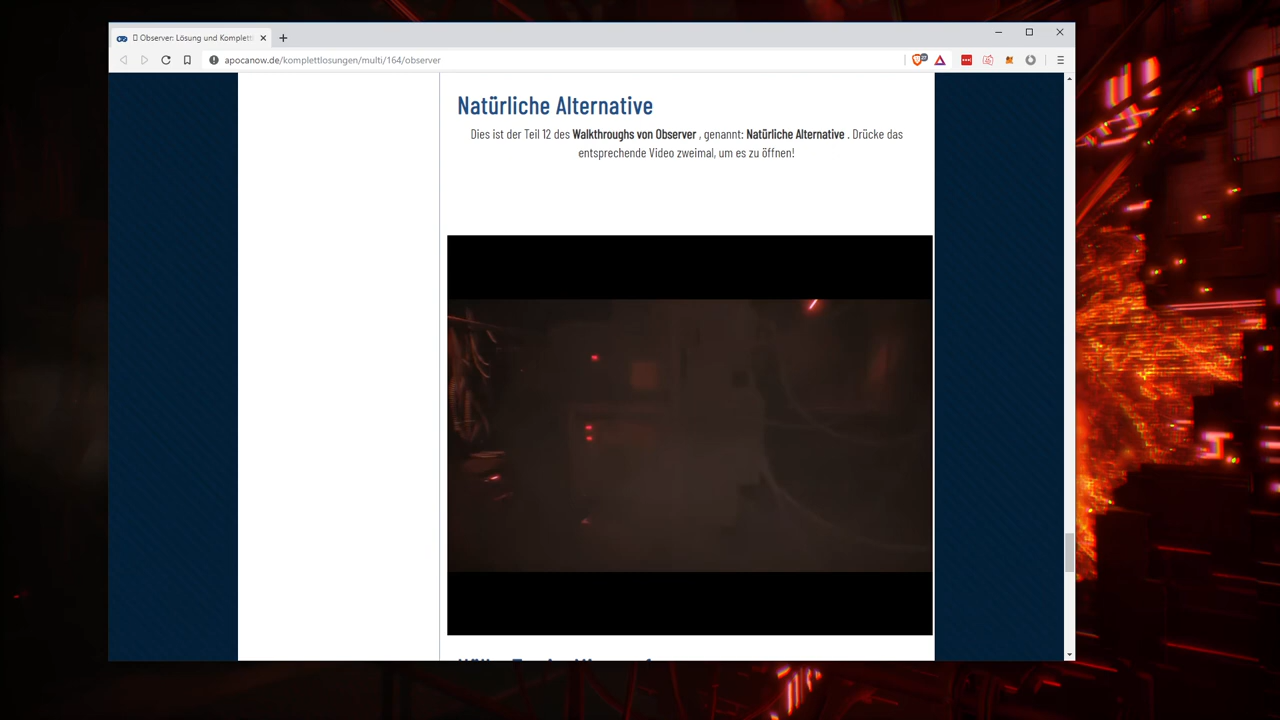 Observer: Lösung und Komplett
apocanow.de/komplettlosungen/multi/164/observer
Natürliche Alternative
Dies ist der Teil 12 des Walkthroughs von Observer , genannt: Natürliche Alternative . Drücke das
entsprechende Video zweimal, um es zu öffnen!